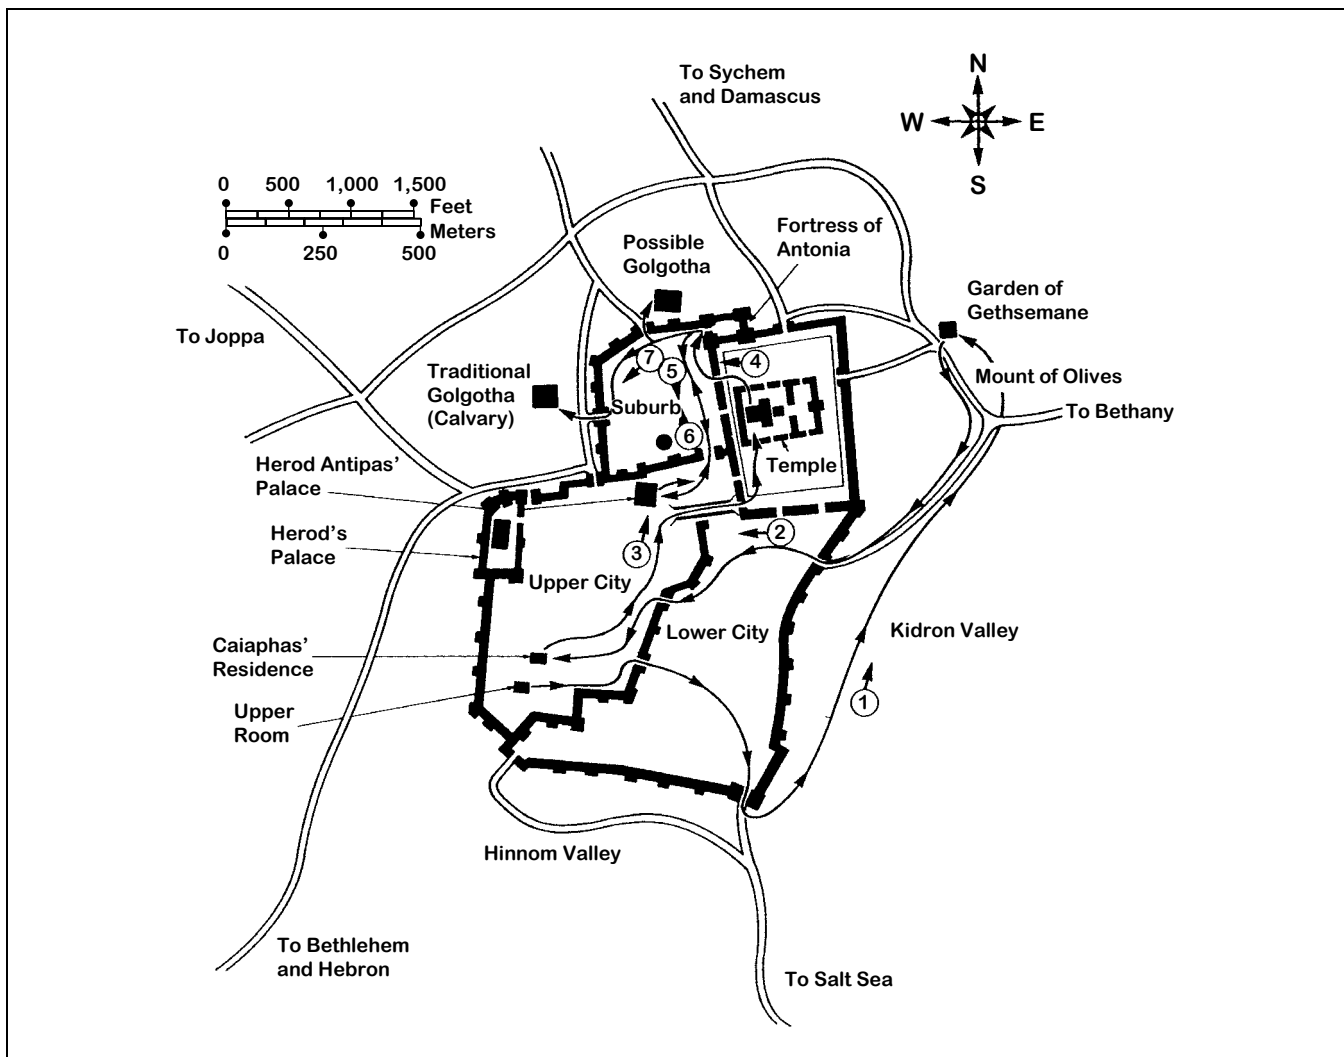 To Sychem
and Damascus
N
W
E
S
0 500 1,000 1,500
Feet
Meters
0 250 500
Possible
Golgotha
Fortress of
Antonia
Garden of
Gethsemane
To Joppa
Traditional
Golgotha
(Calvary)
7
5
4
Mount of Olives
To Bethany
Suburb
6
Temple
Herod Antipas'
Palace
Herod's
Palace
3
2
Upper City
Lower City
Kidron Valley
Caiaphas'
Residence
Upper
Room
1
Hinnom Valley
To Bethlehem
and Hebron
To Salt Sea